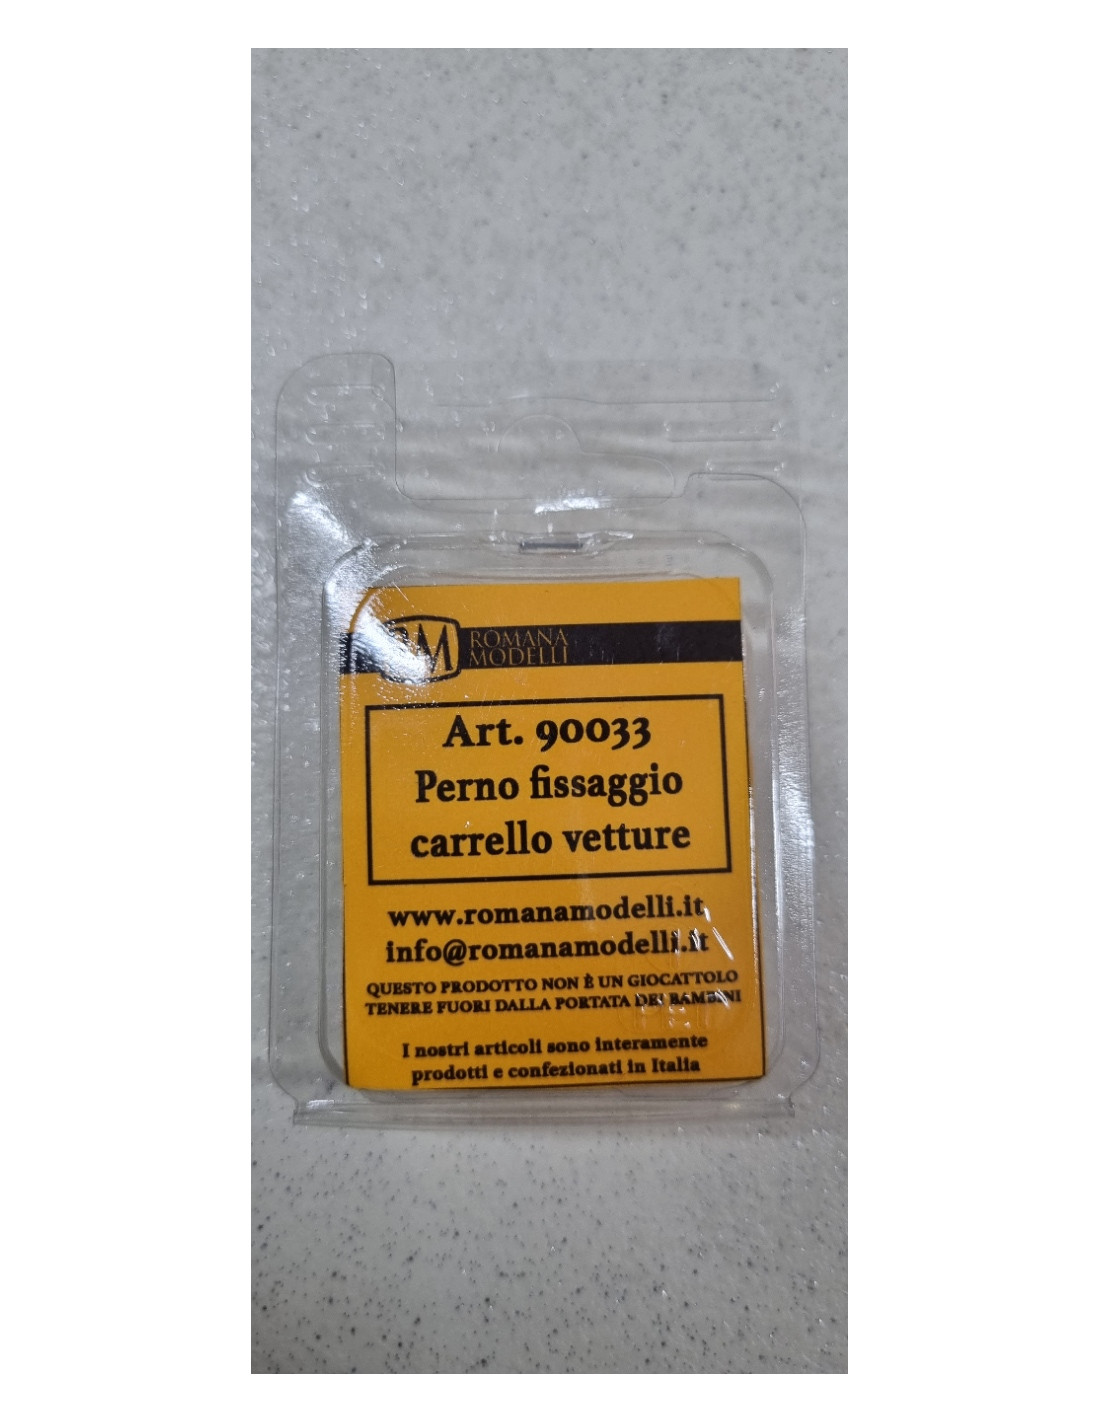 ROMANA
MODELLI
Art. 90033
Perno fissaggio
carrello vetture
www.romanamodelli.it
info@romanamodelli.it
QUESTO PRODOTTO NON È UN GIOCATTOLO
TENERE FUORI DALLA PORTATA DEI BAMBINI
I nostri articoli sono interamente
prodotti e confezionati in Italia